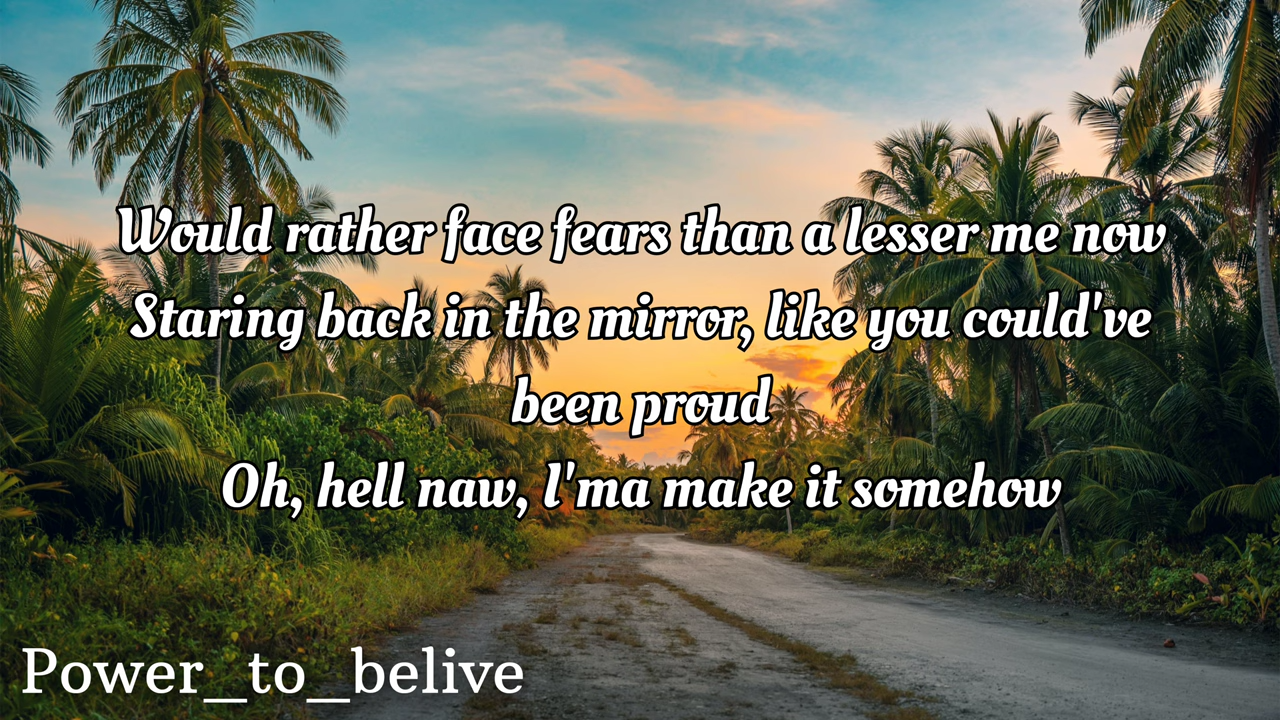 Would rather face fears than a lesser me now
Staring back in the mirror, like you could've
been proud
Oh, hell naw, I'ma make it somehow
Power_to_belive